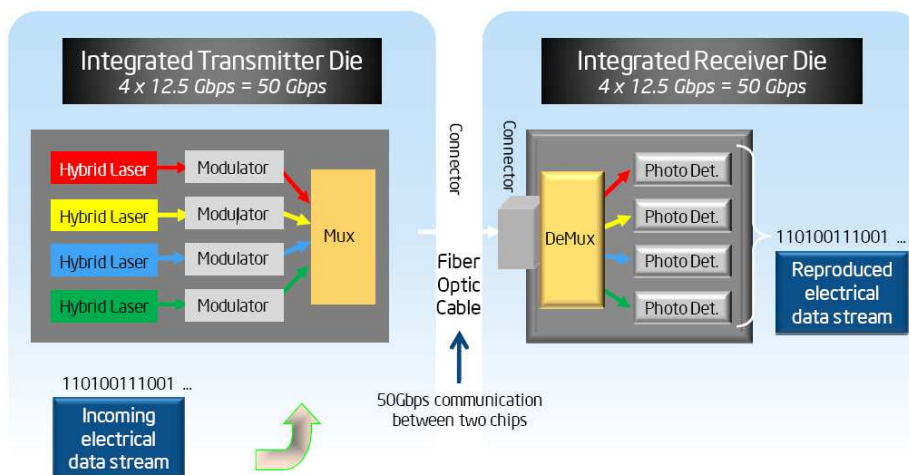 Integrated Transmitter Die
4 x 12.5 Gbps = 50 Gbps
Hybrid Laser
Modulator
Hybrid Laser
Modulator
Hybrid Laser
Modulator
Hybrid Laser
Modulator
Mux
110100111001 ...
Incoming
electrical
data stream
Connector
Fiber
Optic
Cable
50Gbps communication
between two chips
Integrated Receiver Die
4 x 12.5 Gbps = 50 Gbps
Connector
DeMux
Photo Det.
Photo Det.
Photo Det.
Photo Det.
110100111001 ...
Reproduced
electrical
data stream